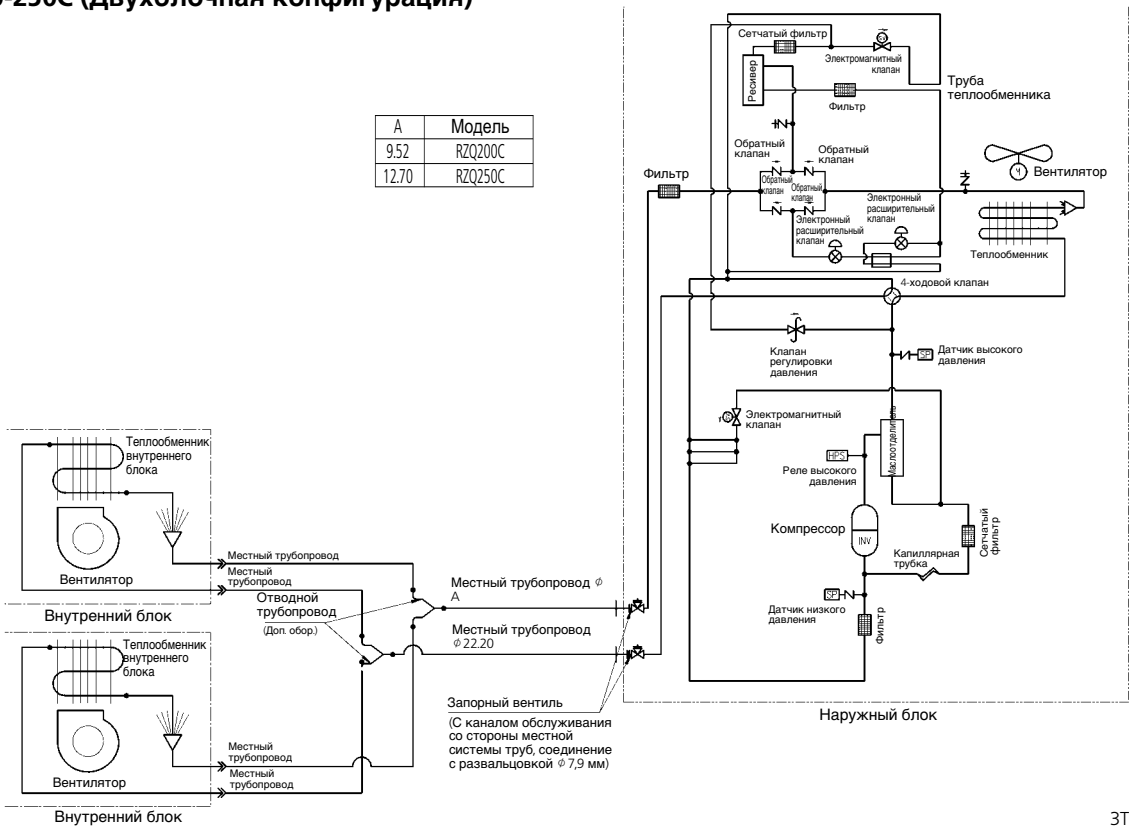 -250C (Двухблочная конфигурация)
A Модель
9.52 RZQ200C
12.70 RZQ250C
Сетчатый фильтр
SV
Электромагнитный
клапан
Ресивер
Фильтр
Труба
теплообменника
Обратный
клапан
Обратный
клапан
Обратный
клапан
Обратный
клапан
Фильтр
Вентилятор
Электронный
расширительный
клапан
Электронный
расширительный
клапан
Теплообменник
4-ходовой клапан
Клапан
регулировки
давления
SP
Датчик высокого
давления
Электромагнитный
клапан
Маслоотделитель
HPS
Реле высокого
давления
Компрессор
INV
Сетчатый
фильтр
Капиллярная
трубка
SP
Датчик низкого
давления
Фильтр
Наружный блок
Теплообменник
внутреннего
блока
Вентилятор
Внутренний блок
Местный трубопровод
Местный
трубопровод
Отводной
трубопровод
(Доп. обор.)
Местный трубопровод ϕ
A
Местный трубопровод
ϕ 22.20
Теплообменник
внутреннего
блока
Вентилятор
Внутренний блок
Местный
трубопровод
Местный
трубопровод
Запорный вентиль
(С каналом обслуживания
со стороны местной
системы труб, соединение
с развальцовкой ϕ 7,9 мм)
3T